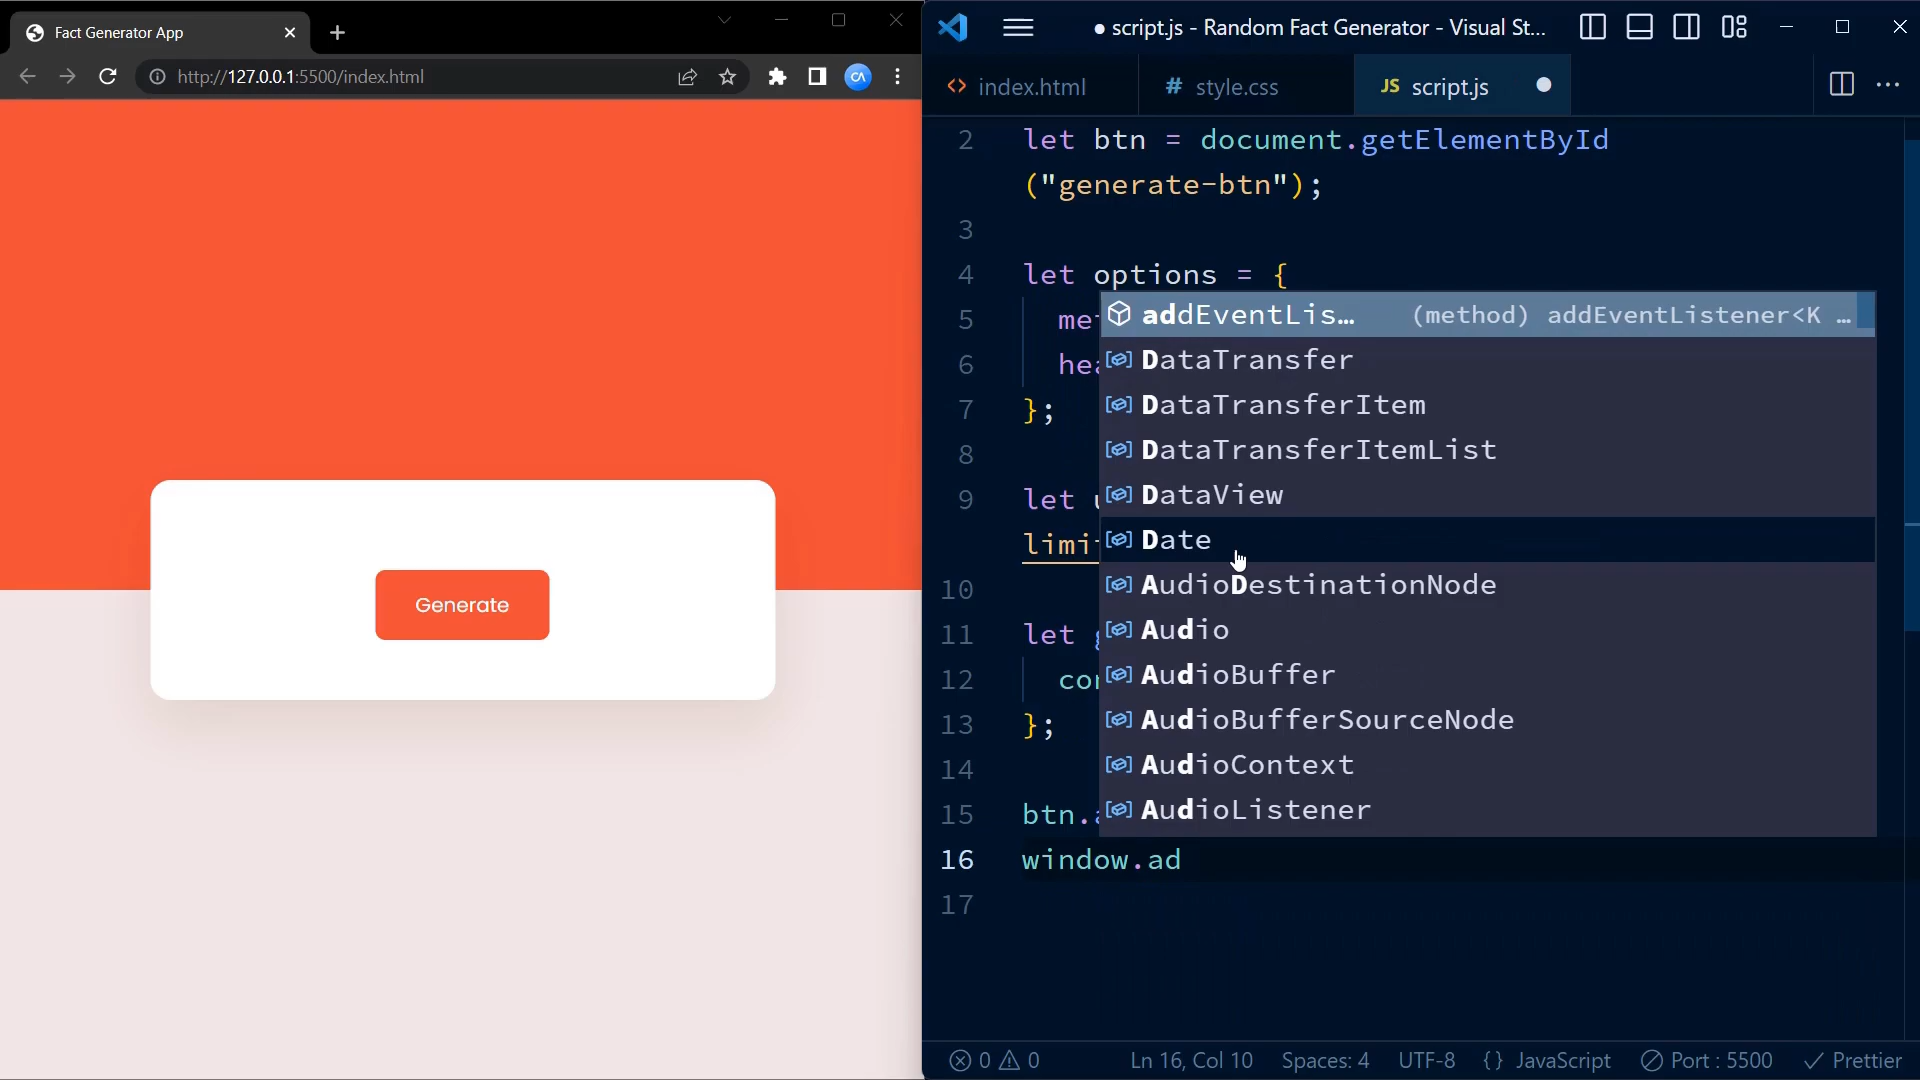 Fact Generator App
http://127.0.0.1:5500/index.html
CA
Generate
script.js - Random Fact Generator - Visual St...
index.html
# style.css
JS script.js
2 let btn = document.getElementById
("generate-btn");
3
4 let options = {
5
6
7 };
8
9 let
10
11 let
12
13 };
14
15 btn.
16 window.ad
17
addEventLis... (method) addEventListener<K ...
DataTransfer
DataTransferItem
DataTransferItemList
DataView
Date
AudioDestinationNode
Audio
AudioBuffer
AudioBufferSourceNode
AudioContext
AudioListener
0 0 Ln 16, Col 10 Spaces: 4 UTF-8 {} JavaScript Port : 5500 Prettier